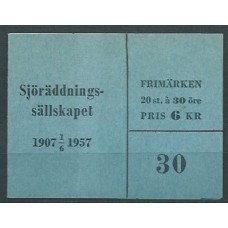 Sjöräddnings-
sällskapet
1907 1/6 1957
FRIMÄRKEN
20 st. à 30 öre
PRIS 6 KR
30